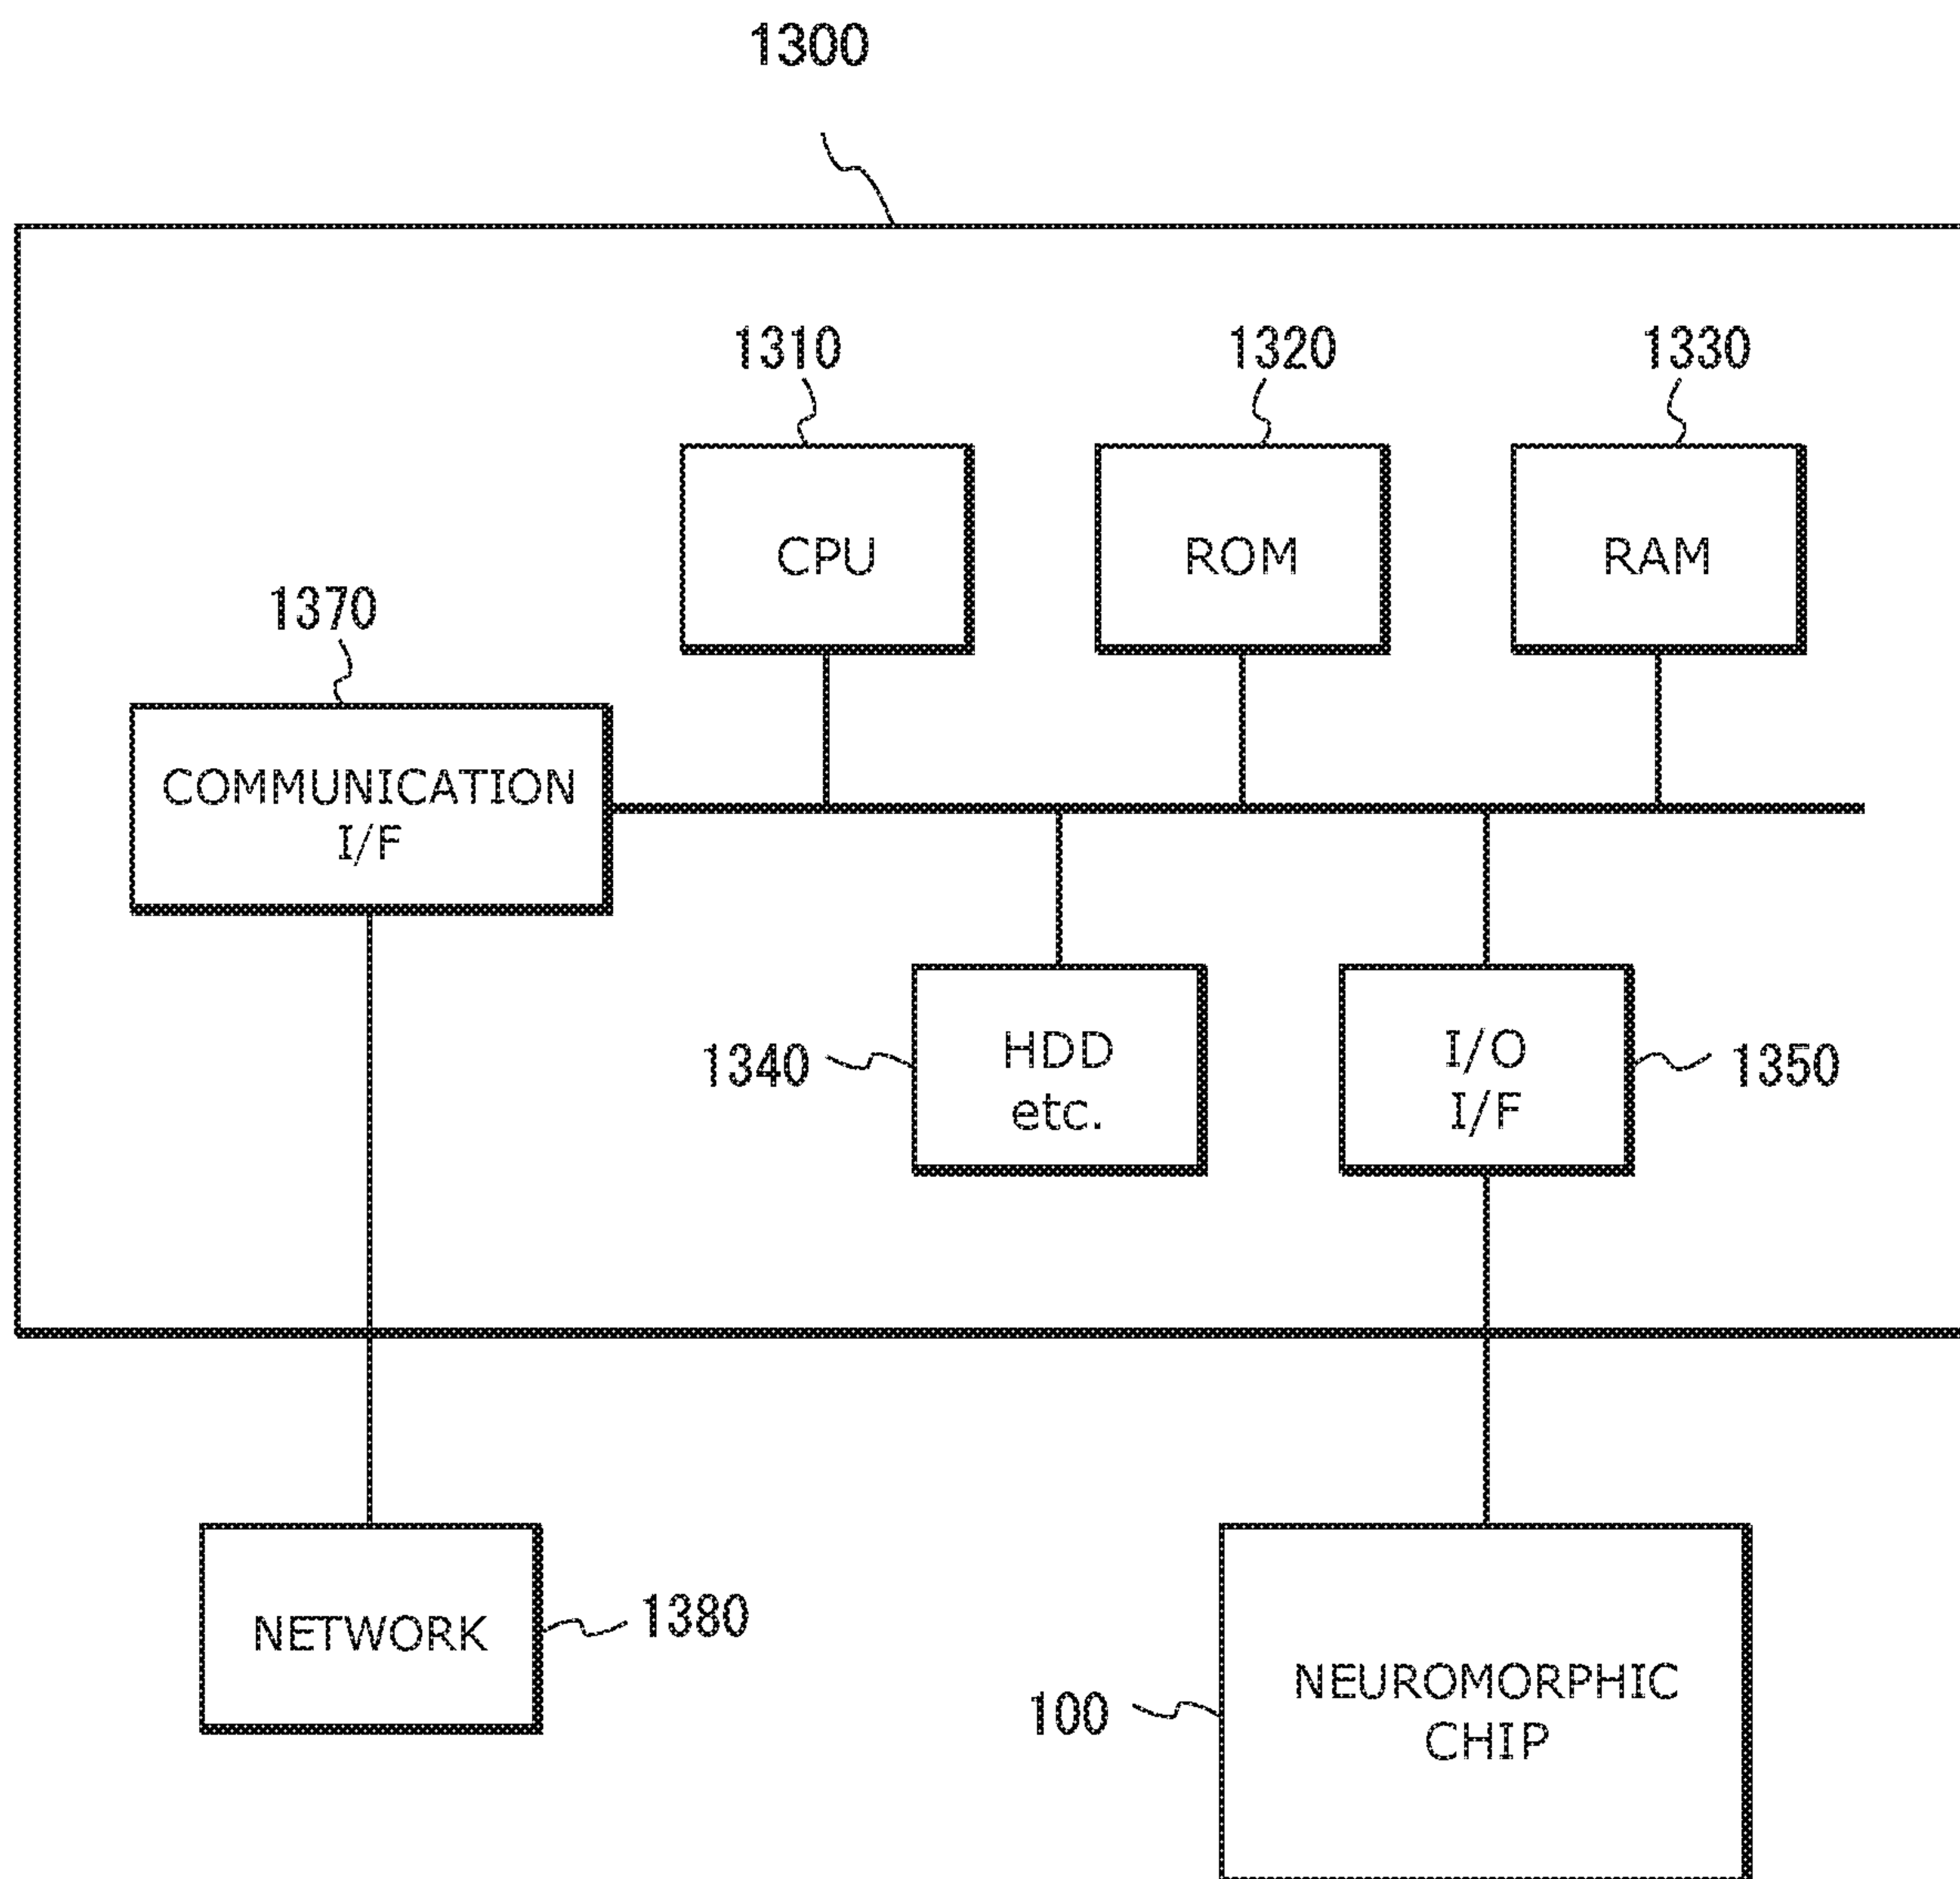 1300
1310
1320
1330
CPU
ROM
RAM
1370
COMMUNICATION
I/F
1340
HDD
etc.
I/O
I/F
1350
NETWORK
1380
100
NEUROMORPHIC
CHIP